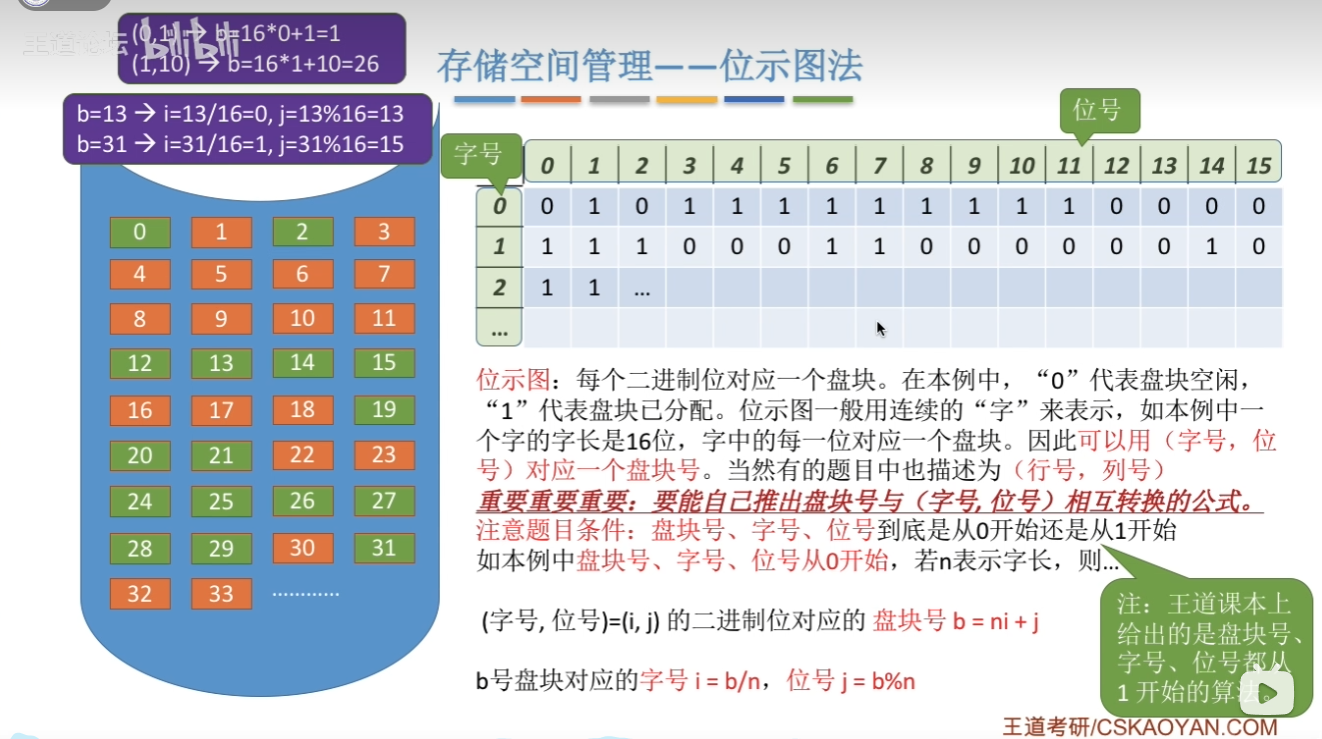 王道论坛 bilibili
(0,1) → b=16*0+1=1
(1,10) → b=16*1+10=26
存储空间管理——位示图法
b=13 → i=13/16=0, j=13%16=13
b=31 → i=31/16=1, j=31%16=15
位号
字号
0 1 2 3 4 5 6 7 8 9 10 11 12 13 14 15
0 0 1 0 1 1 1 1 1 1 1 1 1 0 0 0 0
1 1 1 1 0 0 0 1 1 0 0 0 0 0 0 1 0
2 1 1 ...
...
0 1 2 3
4 5 6 7
8 9 10 11
12 13 14 15
16 17 18 19
20 21 22 23
24 25 26 27
28 29 30 31
32 33 …………
位示图：每个二进制位对应一个盘块。在本例中，“0”代表盘块空闲，
“1”代表盘块已分配。位示图一般用连续的“字”来表示，如本例中一
个字的字长是16位，字中的每一位对应一个盘块。因此可以用（字号，位
号）对应一个盘块号。当然有的题目中也描述为（行号，列号）
重要重要重要：要能自己推出盘块号与（字号, 位号）相互转换的公式。
注意题目条件：盘块号、字号、位号到底是从0开始还是从1开始
如本例中盘块号、字号、位号从0开始，若n表示字长，则...
(字号, 位号)=(i, j) 的二进制位对应的 盘块号 b = ni + j
b号盘块对应的字号 i = b/n，位号 j = b%n
注：王道课本上
给出的是盘块号、
字号、位号都从
1 开始的算法。
王道考研/CSKAOYAN.COM